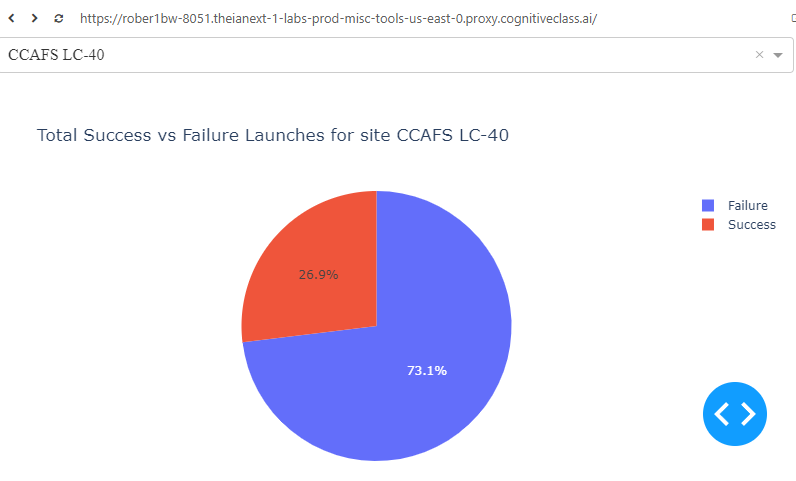 https://rober1bw-8051.theianext-1-labs-prod-misc-tools-us-east-0.proxy.cognitiveclass.ai/
CCAFS LC-40
Total Success vs Failure Launches for site CCAFS LC-40
Failure
Success
26.9%
73.1%